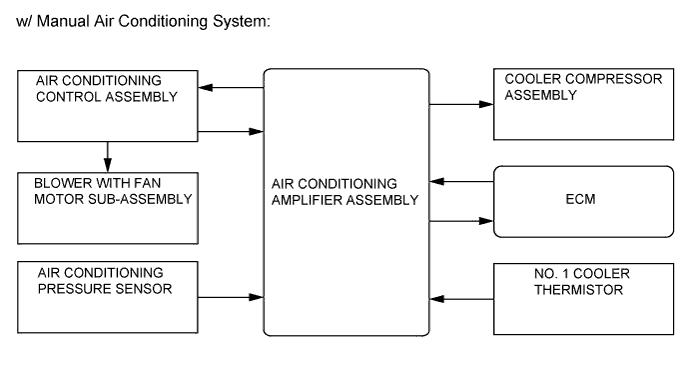 w/ Manual Air Conditioning System:
AIR CONDITIONING
CONTROL ASSEMBLY
BLOWER WITH FAN
MOTOR SUB-ASSEMBLY
AIR CONDITIONING
PRESSURE SENSOR
AIR CONDITIONING
AMPLIFIER ASSEMBLY
COOLER COMPRESSOR
ASSEMBLY
ECM
NO. 1 COOLER
THERMISTOR